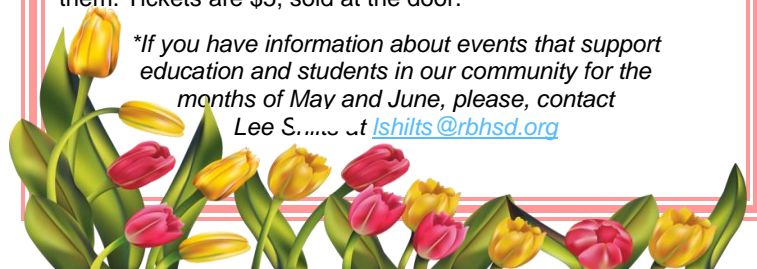 them. Tickets are $5, sold at the door.
*If you have information about events that support
education and students in our community for the
months of May and June, please, contact
Lee Shilts at lshilts@rbhsd.org